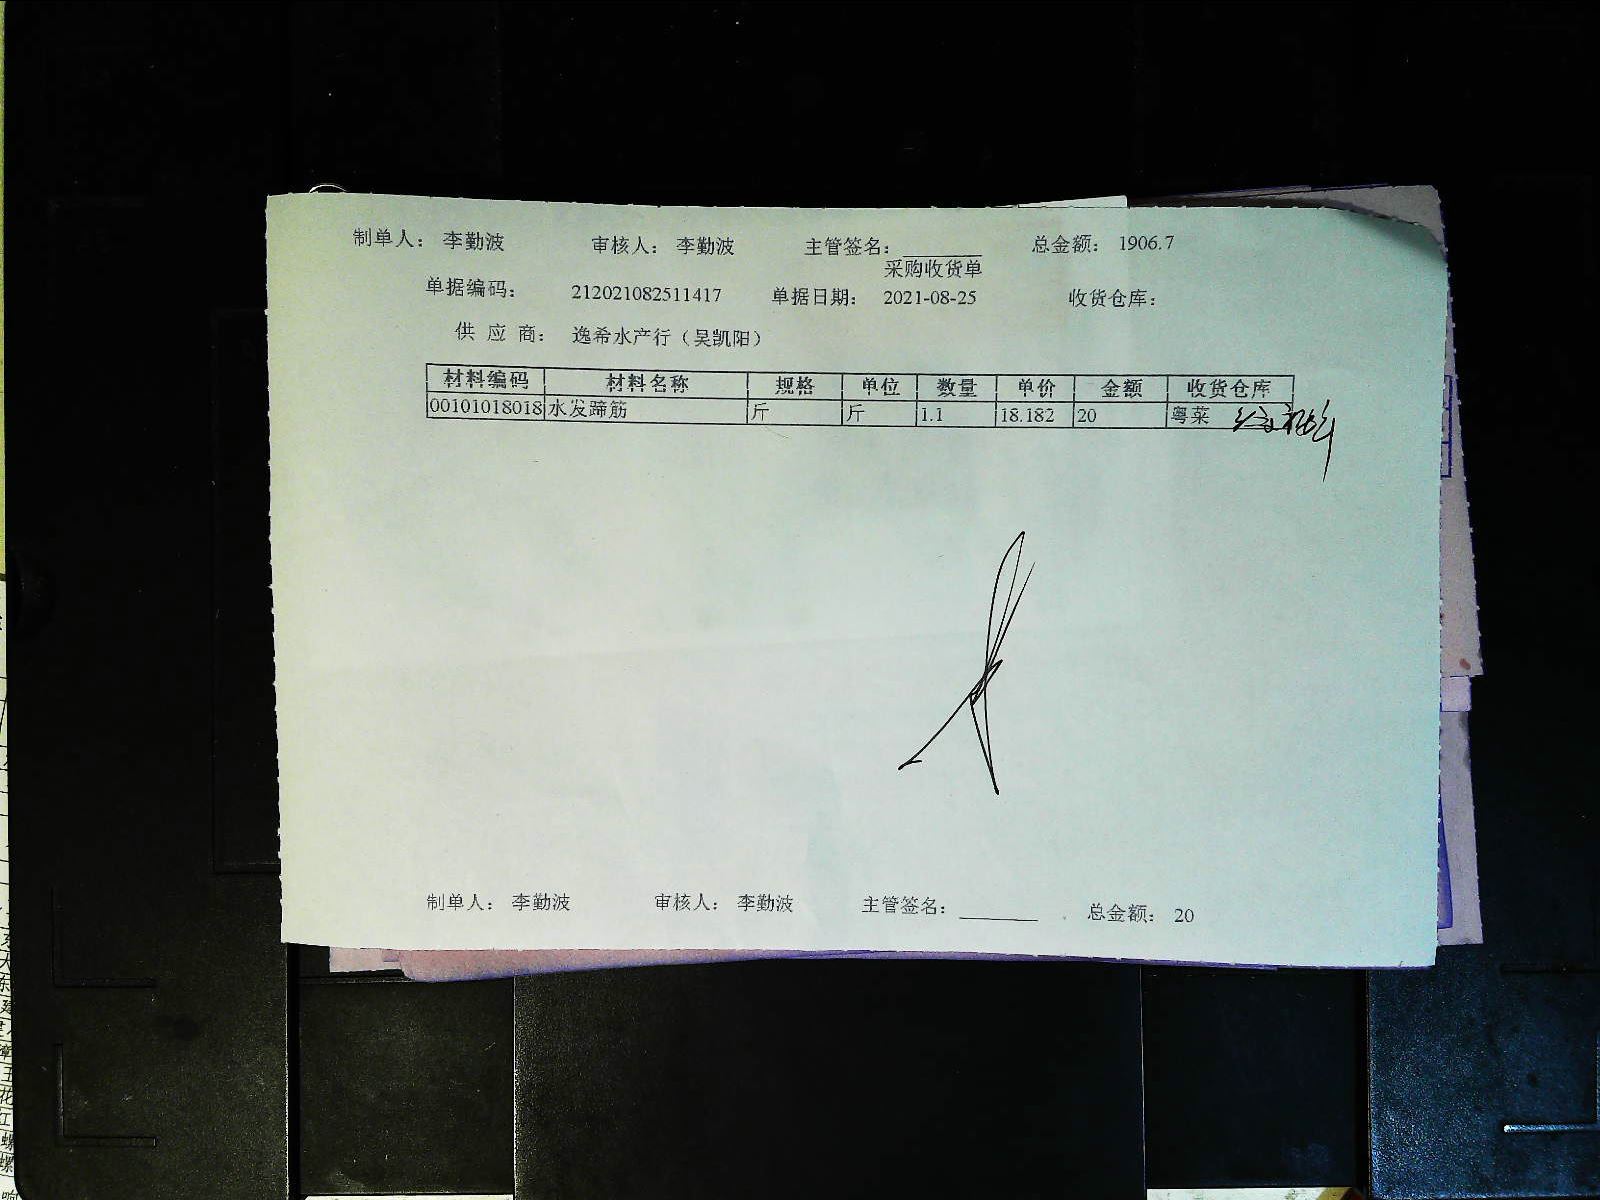 制单人： 李勤波 审核人： 李勤波 主管签名：________ 总金额： 1906.7
采购收货单
单据编码： 212021082511417 单据日期： 2021-08-25 收货仓库：
供 应 商： 逸希水产行（吴凯阳）
材料编码 材料名称 规格 单位 数量 单价 金额 收货仓库
00101018018 水发蹄筋 斤 斤 1.1 18.182 20 粤菜
制单人： 李勤波 审核人： 李勤波 主管签名：________ 总金额： 20